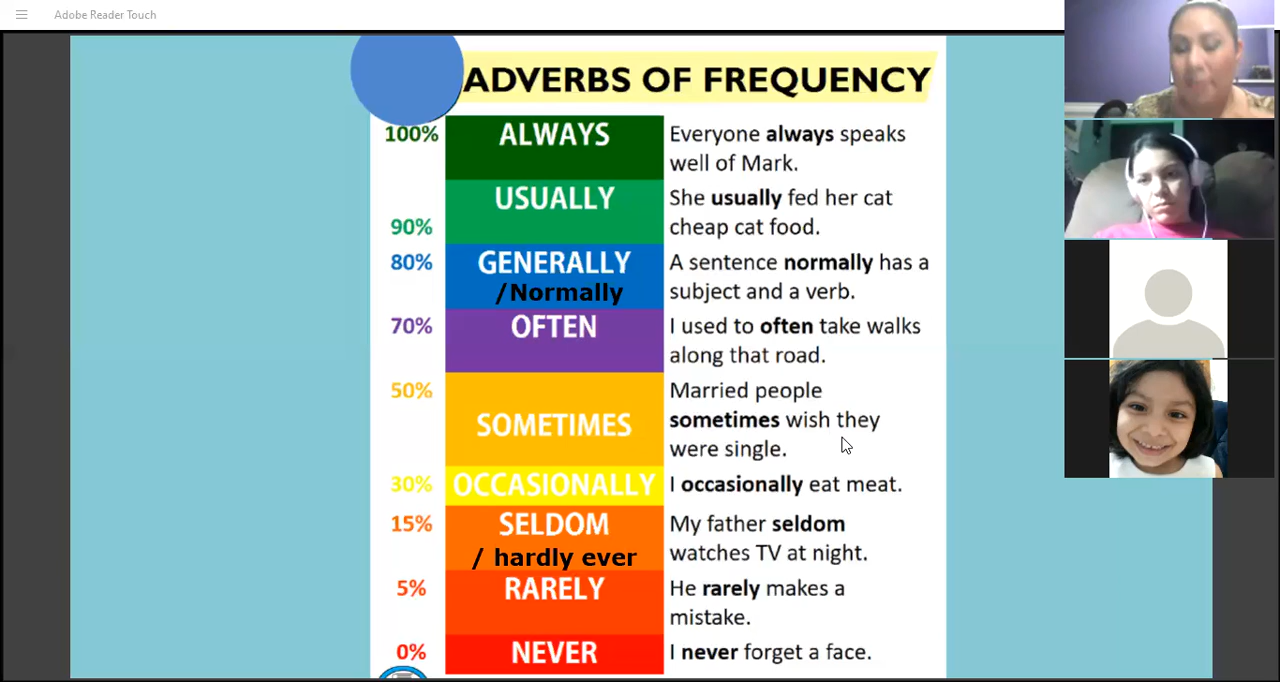 Adobe Reader Touch
ADVERBS OF FREQUENCY
100% ALWAYS Everyone always speaks
well of Mark.
USUALLY She usually fed her cat
90% cheap cat food.
80% GENERALLY A sentence normally has a
/Normally subject and a verb.
70% OFTEN I used to often take walks
along that road.
50% Married people
SOMETIMES sometimes wish they
were single.
30% OCCASIONALLY I occasionally eat meat.
15% SELDOM My father seldom
/ hardly ever watches TV at night.
5% RARELY He rarely makes a
mistake.
0% NEVER I never forget a face.